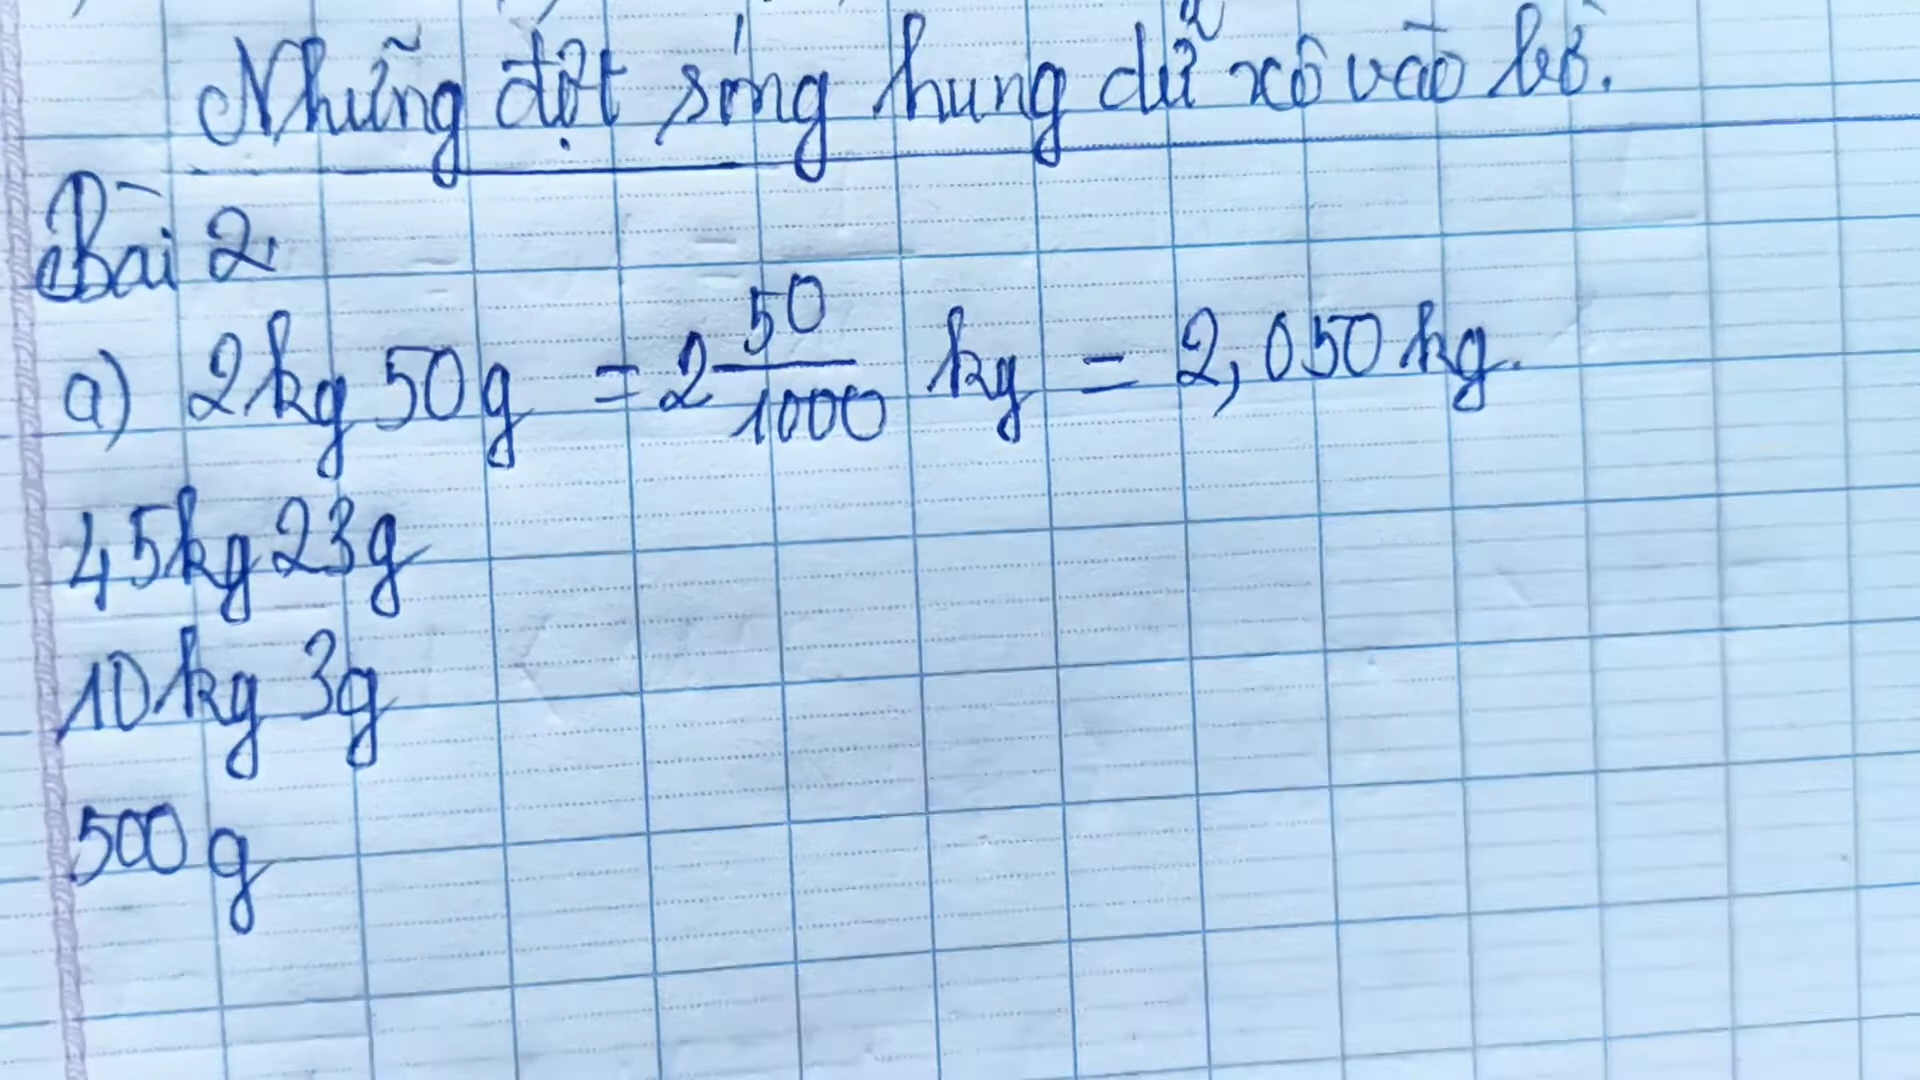 Những đợt sóng hung dữ xô vào bờ.
Bài 2.
a) 2kg 50g = 2 50/1000 kg = 2,050 kg.
45kg 23g
10kg 3g
500 g